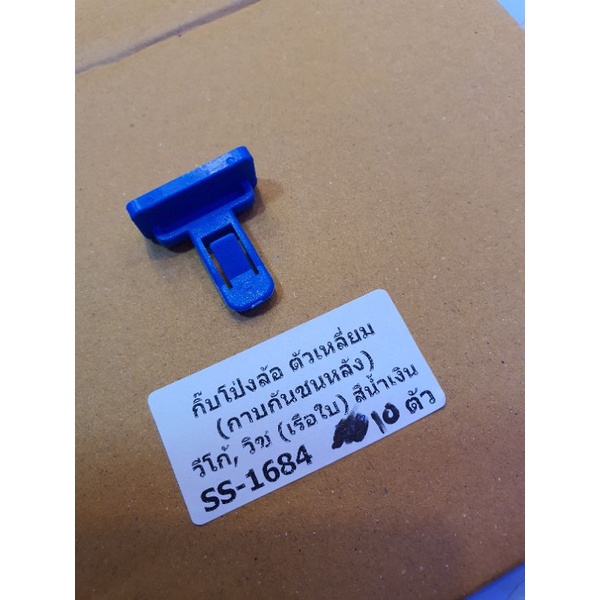 กิ๊บโป่งล้อ ตัวเหลี่ยม
(กาบกันชนหลัง)
วีโก้, วิช (เรือใบ) สีน้ำเงิน
SS-1684 10 ตัว